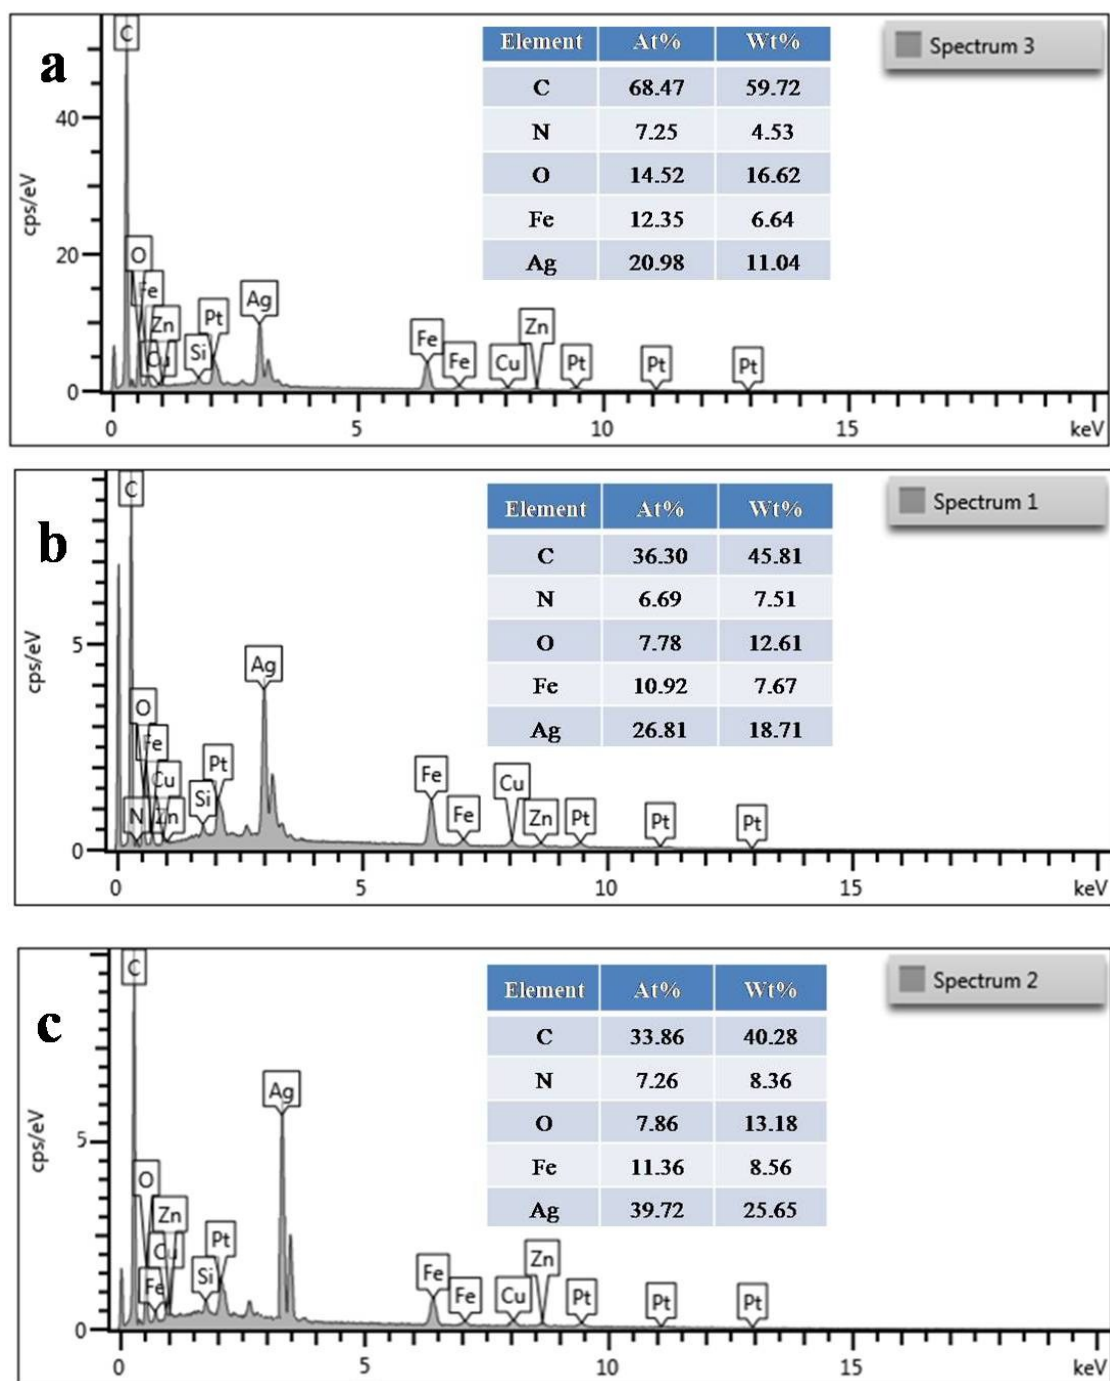 a
Spectrum 3
Element At% Wt%
C 68.47 59.72
N 7.25 4.53
O 14.52 16.62
Fe 12.35 6.64
Ag 20.98 11.04
cps/eV
40
20
0
C
O
Fe
Zn
Cu
Si
Pt
Ag
Fe
Fe
Cu
Zn
Pt
Pt
Pt
0 5 10 15 keV
b
Spectrum 1
Element At% Wt%
C 36.30 45.81
N 6.69 7.51
O 7.78 12.61
Fe 10.92 7.67
Ag 26.81 18.71
cps/eV
5
0
C
O
Fe
Cu
N
Zn
Si
Pt
Ag
Fe
Fe
Cu
Zn
Pt
Pt
Pt
0 5 10 15 keV
c
Spectrum 2
Element At% Wt%
C 33.86 40.28
N 7.26 8.36
O 7.86 13.18
Fe 11.36 8.56
Ag 39.72 25.65
cps/eV
5
0
C
O
Zn
Cu
Fe
Si
Pt
Ag
Fe
Fe
Cu
Zn
Pt
Pt
Pt
0 5 10 15 keV